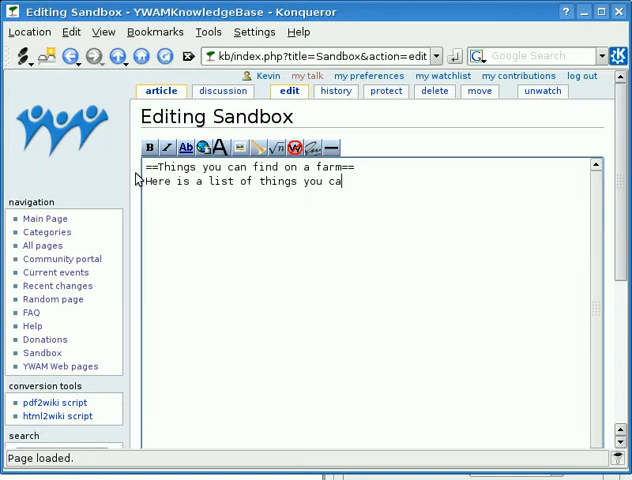 Editing Sandbox - YWAMKnowledgeBase - Konqueror
Location Edit View Bookmarks Tools Settings Window Help
kb/index.php?title=Sandbox&action=edit Google Search
Kevin my talk my preferences my watchlist my contributions log out
article discussion edit history protect delete move unwatch
Editing Sandbox
B Ab A √n W
==Things you can find on a farm==
Here is a list of things you ca
navigation
Main Page
Categories
All pages
Community portal
Current events
Recent changes
Random page
FAQ
Help
Donations
Sandbox
YWAM Web pages
conversion tools
pdf2wiki script
html2wiki script
search
Page loaded.